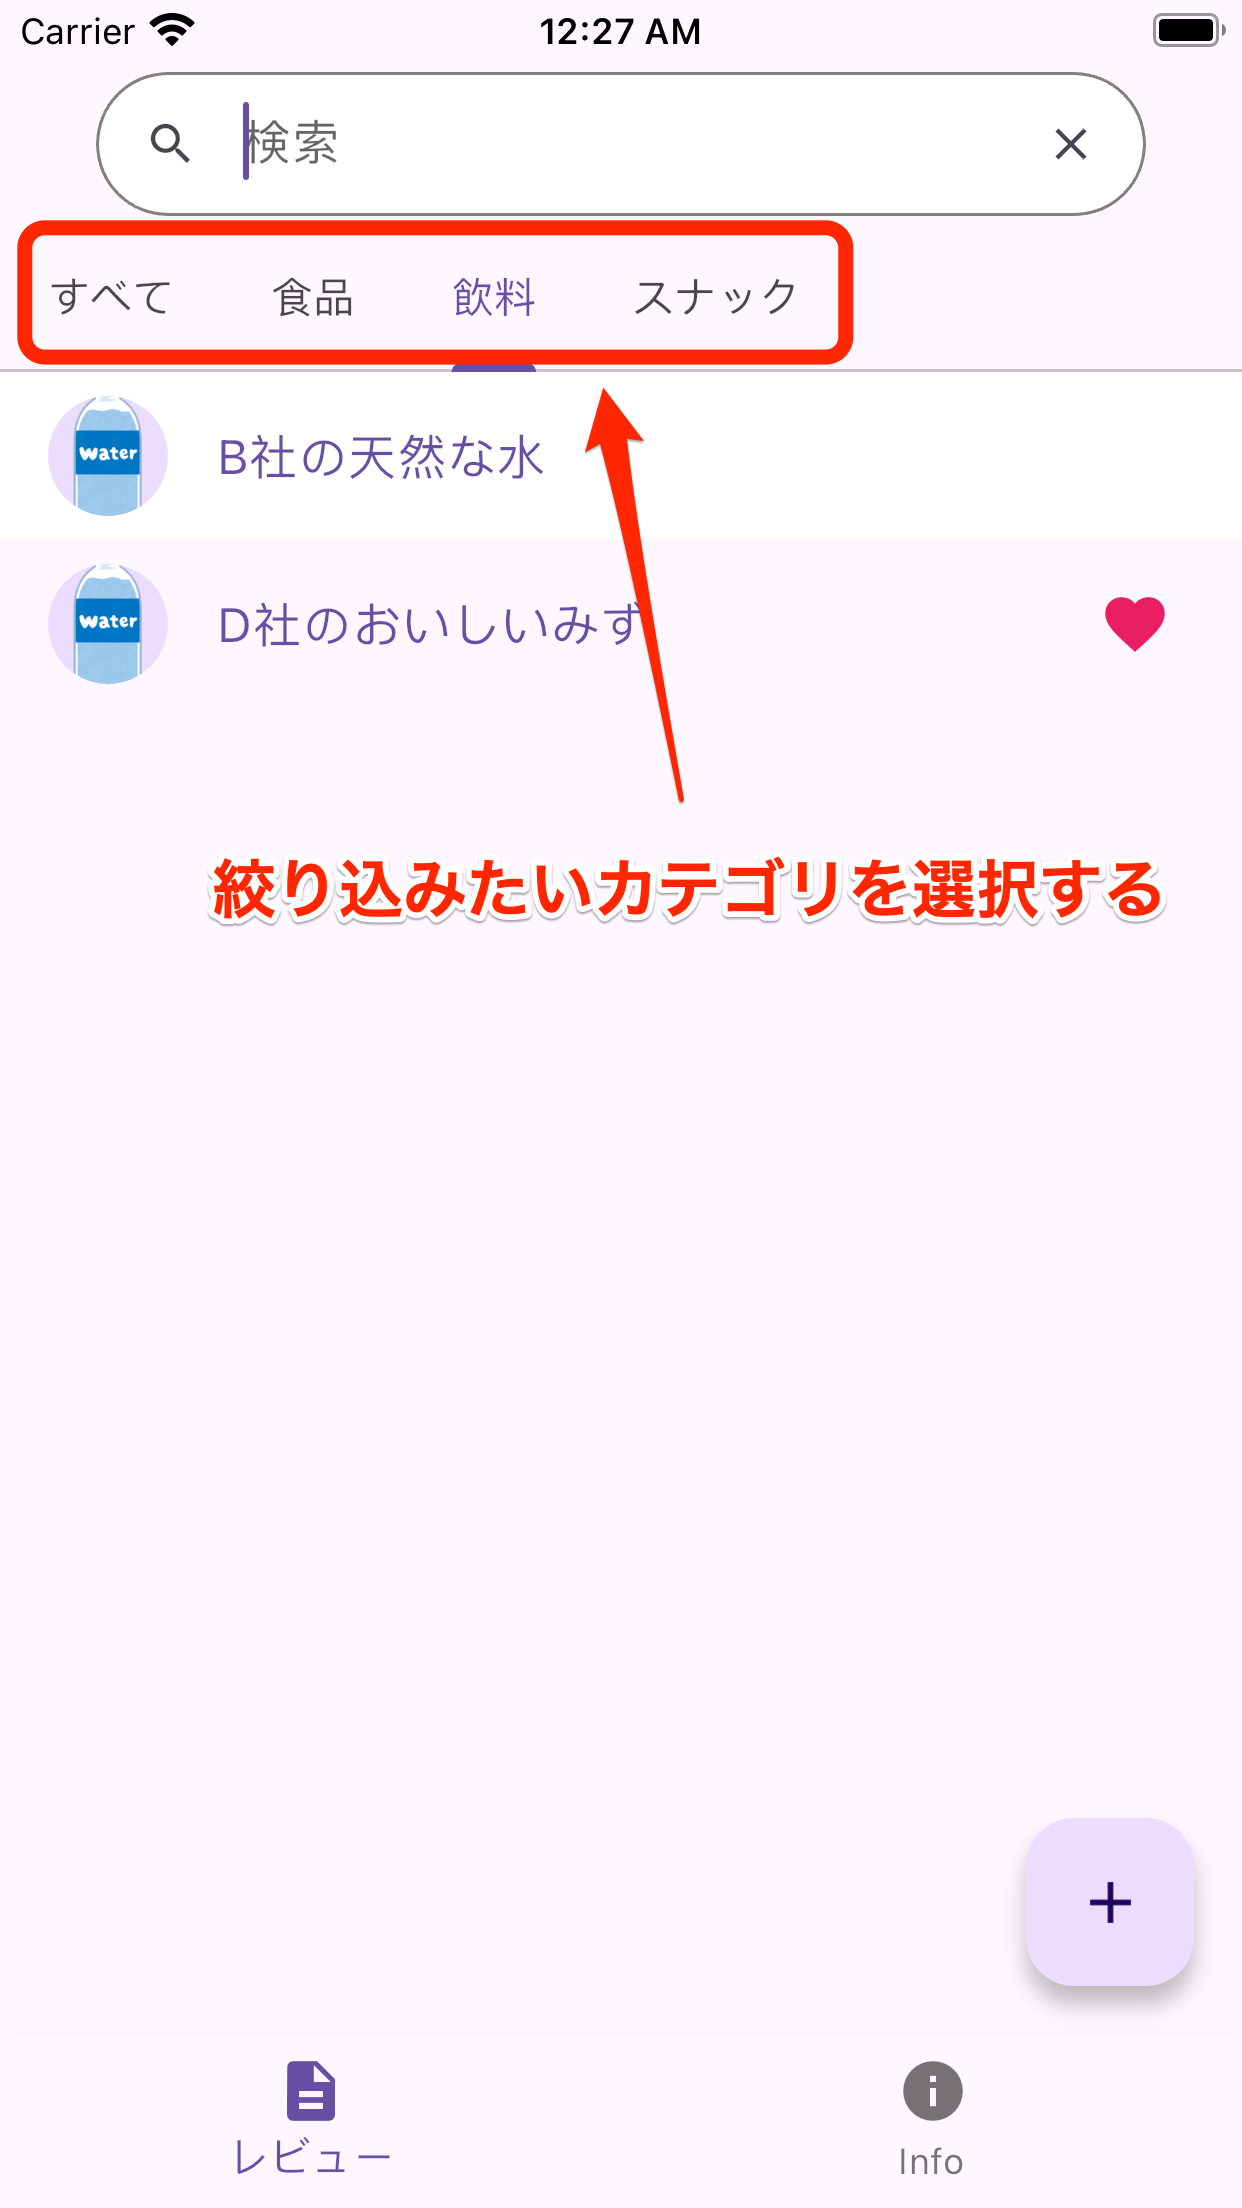 Carrier 12:27 AM
検索
すべて 食品 飲料 スナック
Water B社の天然な水
Water D社のおいしいみず
絞り込みたいカテゴリを選択する
レビュー Info